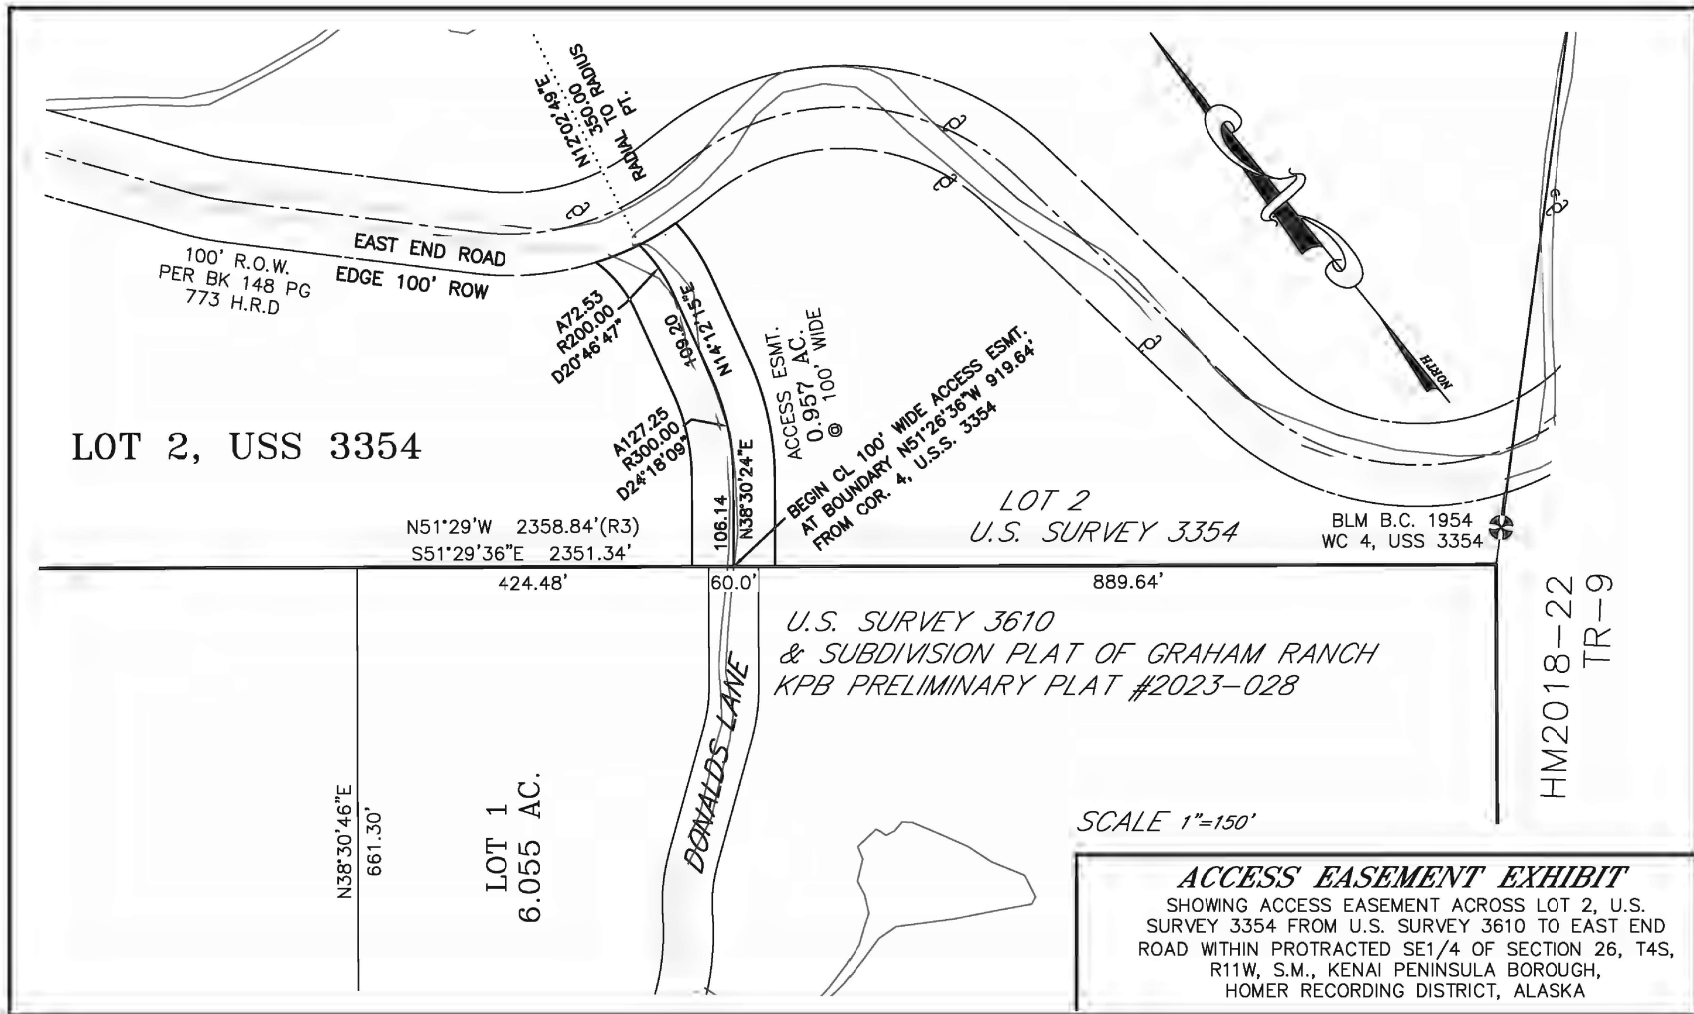 N12°02'49"E
350.00
RADIAL TO RADIUS
PT.
EAST END ROAD
EDGE 100' ROW
100' R.O.W.
PER BK 148 PG
773 H.R.D
A72.53
R200.00
D20°46'47"
109.20
N14°12'15"E
ACCESS ESMT.
0.957 AC.
@ 100' WIDE
NORTH
LOT 2, USS 3354
A127.25
R300.00
D24°18'09"
106.14
N38°30'24"E
BEGIN CL 100' WIDE ACCESS ESMT.
AT BOUNDARY N51°26'36"W 919.64'
FROM COR. 4, U.S.S. 3354
LOT 2
U.S. SURVEY 3354
BLM B.C. 1954
WC 4, USS 3354
N51°29'W 2358.84'(R3)
S51°29'36"E 2351.34'
424.48'
60.0'
889.64'
U.S. SURVEY 3610
& SUBDIVISION PLAT OF GRAHAM RANCH
KPB PRELIMINARY PLAT #2023-028
HM2018-22
TR-9
DONALDS LANE
N38°30'46"E
661.30'
LOT 1
6.055 AC.
SCALE 1"=150'
ACCESS EASEMENT EXHIBIT
SHOWING ACCESS EASEMENT ACROSS LOT 2, U.S.
SURVEY 3354 FROM U.S. SURVEY 3610 TO EAST END
ROAD WITHIN PROTRACTED SE1/4 OF SECTION 26, T4S,
R11W, S.M., KENAI PENINSULA BOROUGH,
HOMER RECORDING DISTRICT, ALASKA